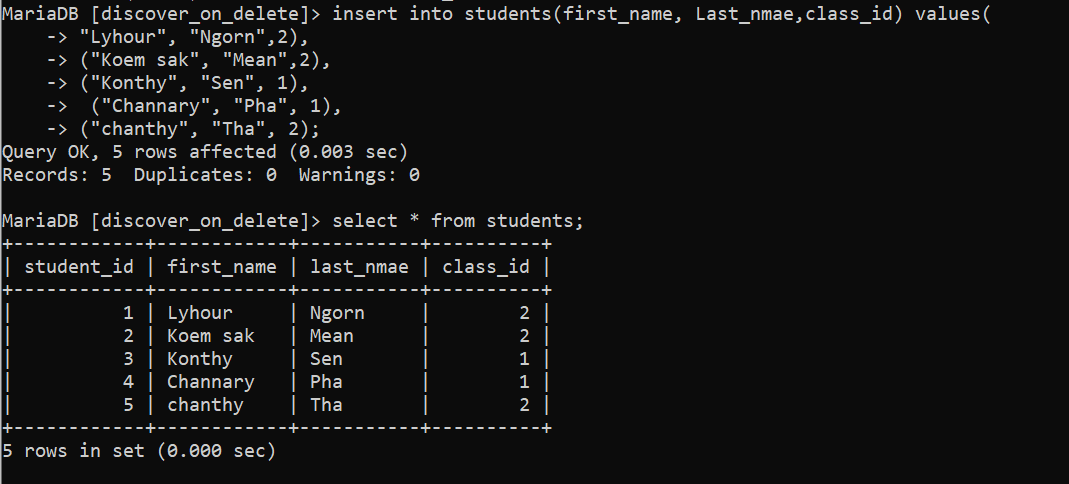 MariaDB [discover_on_delete]> insert into students(first_name, Last_nmae,class_id) values(
    -> "Lyhour", "Ngorn",2),
    -> ("Koem sak", "Mean",2),
    -> ("Konthy", "Sen", 1),
    ->  ("Channary", "Pha", 1),
    -> ("chanthy", "Tha", 2);
Query OK, 5 rows affected (0.003 sec)
Records: 5  Duplicates: 0  Warnings: 0
MariaDB [discover_on_delete]> select * from students;
+------------+------------+-----------+----------+
| student_id | first_name | last_nmae | class_id |
+------------+------------+-----------+----------+
|          1 | Lyhour     | Ngorn     |        2 |
|          2 | Koem sak   | Mean      |        2 |
|          3 | Konthy     | Sen       |        1 |
|          4 | Channary   | Pha       |        1 |
|          5 | chanthy    | Tha       |        2 |
+------------+------------+-----------+----------+
5 rows in set (0.000 sec)